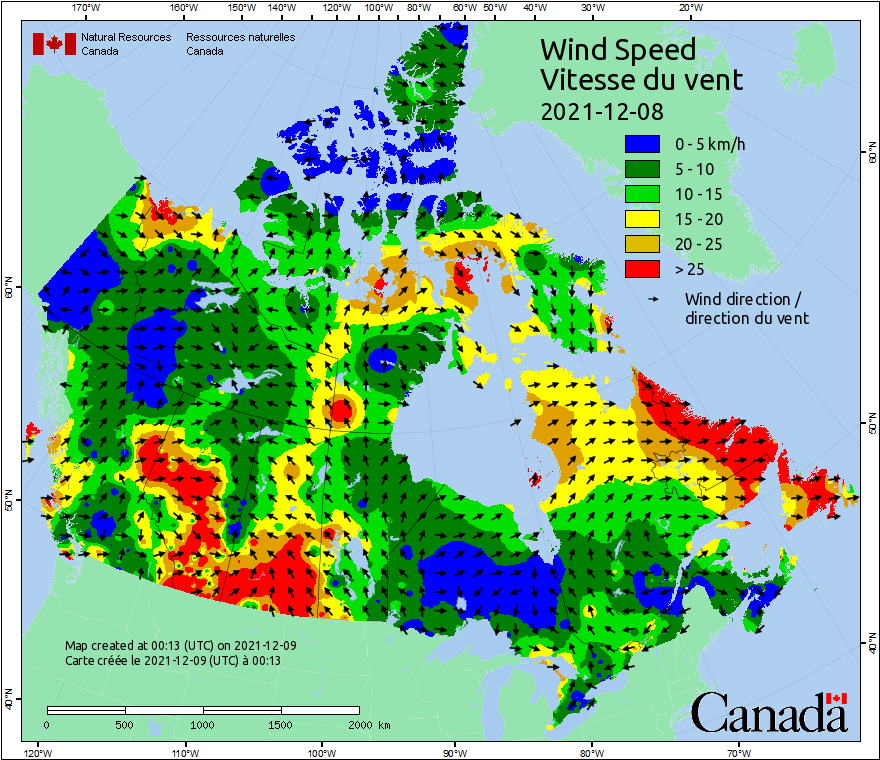 170°W 160°W 150°W 140°W 130°W 120°W 110°W 100°W 90°W 80°W 70°W 60°W 50°W 40°W 30°W 20°W
Natural Resources Canada
Ressources naturelles Canada
Wind Speed
Vitesse du vent
2021-12-08
0 - 5 km/h
5 - 10
10 - 15
15 - 20
20 - 25
> 25
Wind direction /
direction du vent
60°N
50°N
40°N
60°N
50°N
40°N
Map created at 00:13 (UTC) on 2021-12-09
Carte créée le 2021-12-09 (UTC) à 00:13
0 500 1000 1500 2000 km
Canada
120°W 110°W 100°W 90°W 80°W 70°W